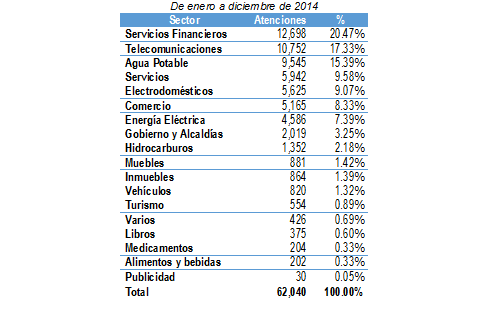 De enero a diciembre de 2014
Sector Atenciones %
Servicios Financieros 12,698 20.47%
Telecomunicaciones 10,752 17.33%
Agua Potable 9,545 15.39%
Servicios 5,942 9.58%
Electrodomésticos 5,625 9.07%
Comercio 5,165 8.33%
Energía Eléctrica 4,586 7.39%
Gobierno y Alcaldías 2,019 3.25%
Hidrocarburos 1,352 2.18%
Muebles 881 1.42%
Inmuebles 864 1.39%
Vehículos 820 1.32%
Turismo 554 0.89%
Varios 426 0.69%
Libros 375 0.60%
Medicamentos 204 0.33%
Alimentos y bebidas 202 0.33%
Publicidad 30 0.05%
Total 62,040 100.00%